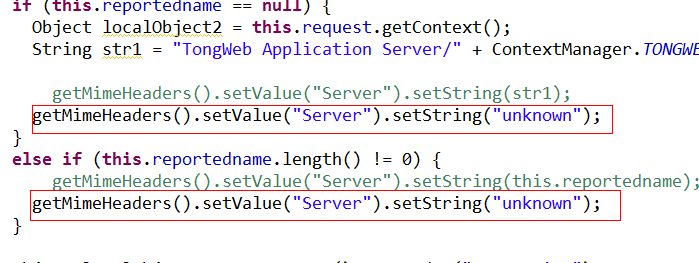 if (this.reportedname == null) {
Object localObject2 = this.request.getContext();
String str1 = "TongWeb Application Server/" + ContextManager.TONGWE
getMimeHeaders().setValue("Server").setString(str1);
getMimeHeaders().setValue("Server").setString("unknown");
}
else if (this.reportedname.length() != 0) {
getMimeHeaders().setValue("Server").setString(this.reportedname);
getMimeHeaders().setValue("Server").setString("unknown");
}